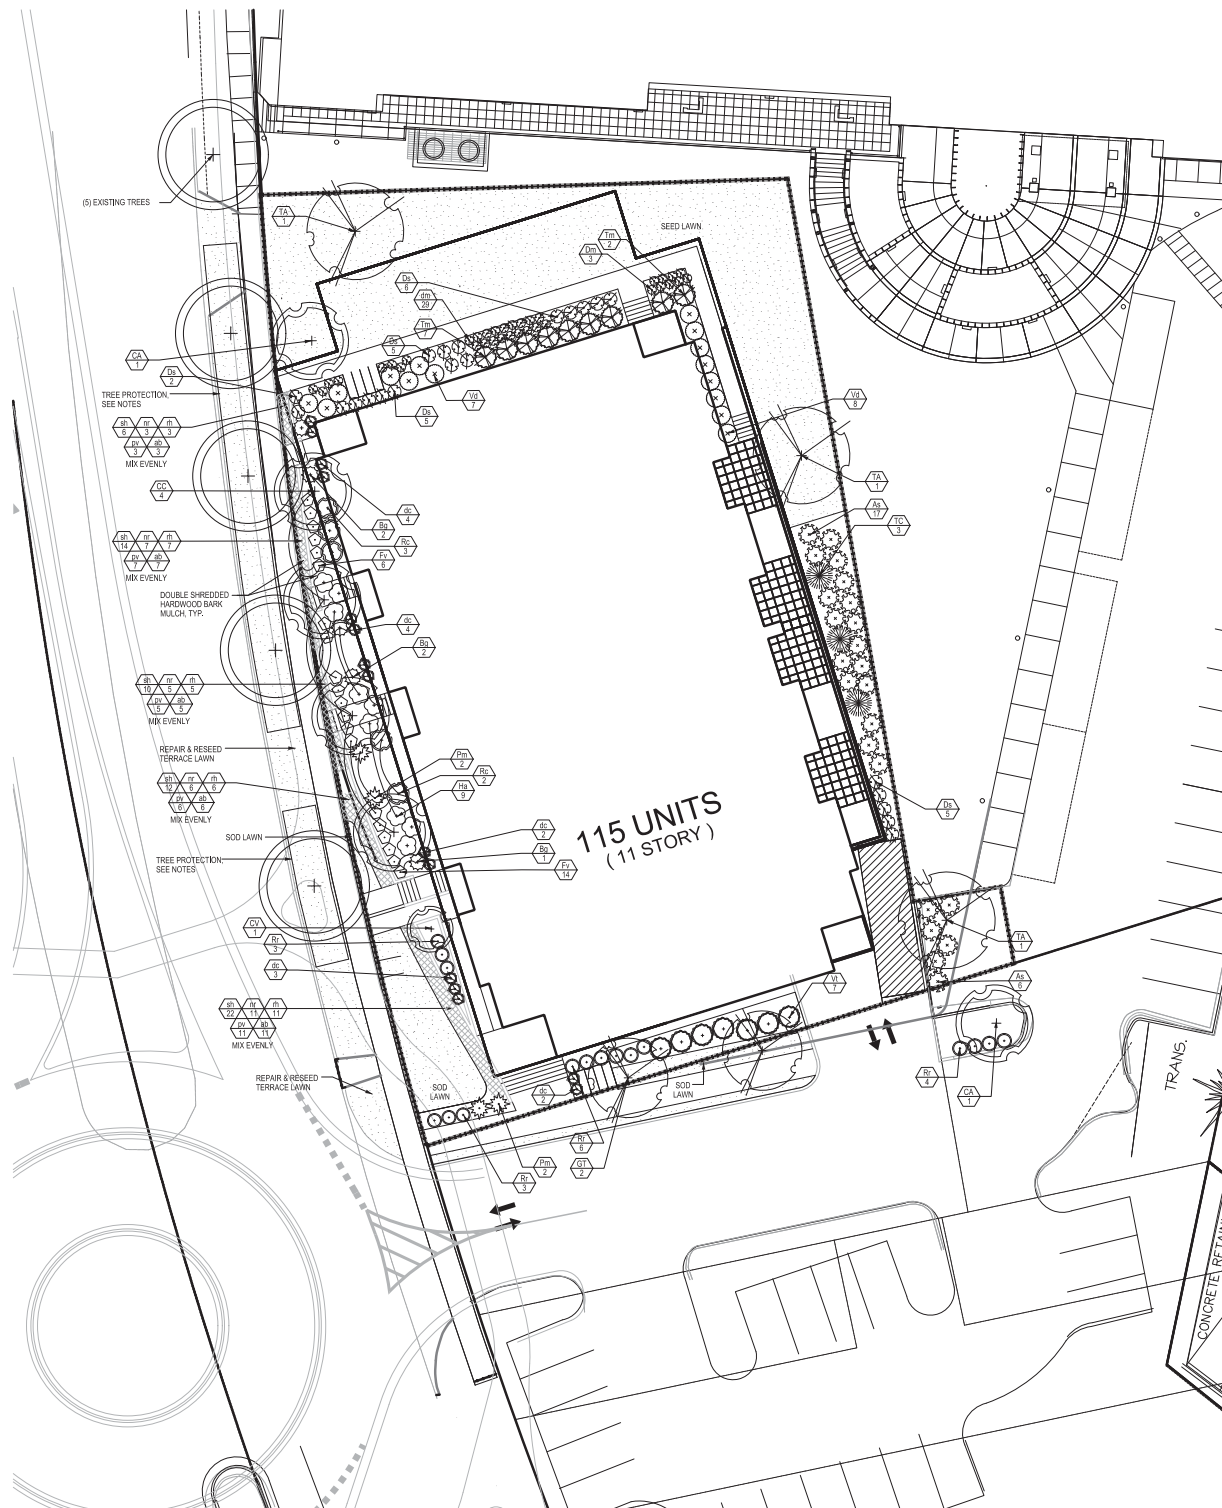 (5) EXISTING TREES
TA
1
SEED LAWN
Tm
2
Dm
3
Ds
6
dm
29
Tm
7
Ds
5
CA
1
Ds
2
TREE PROTECTION,
SEE NOTES
Vd
7
Ds
5
Vd
8
sh nr rh
6 3 3
pv ab
3 3
MIX EVENLY
TA
1
CC
4
As
17
TC
3
dc
4
Bg
2
Rc
3
Fv
6
sh nr rh
14 7 7
pv ab
7 7
MIX EVENLY
DOUBLE SHREDDED
HARDWOOD BARK
MULCH, TYP.
dc
4
Bg
2
sh nr rh
10 5 5
pv ab
5 5
MIX EVENLY
REPAIR & RESEED
TERRACE LAWN
Pm
2
Rc
2
Ha
9
sh nr rh
12 6 6
pv ab
6 6
MIX EVENLY
SOD LAWN
TREE PROTECTION,
SEE NOTES
dc
2
Bg
1
Fv
14
115 UNITS
( 11 STORY )
Ds
5
CV
1
Rr
3
dc
3
TA
1
As
6
Vt
7
sh nr rh
22 11 11
pv ab
11 11
MIX EVENLY
REPAIR & RESEED
TERRACE LAWN
SOD
LAWN
dc
2
SOD
LAWN
Rr
4
CA
1
TRANS.
Rr
6
GT
2
Pm
2
Rr
3
CONCRETE